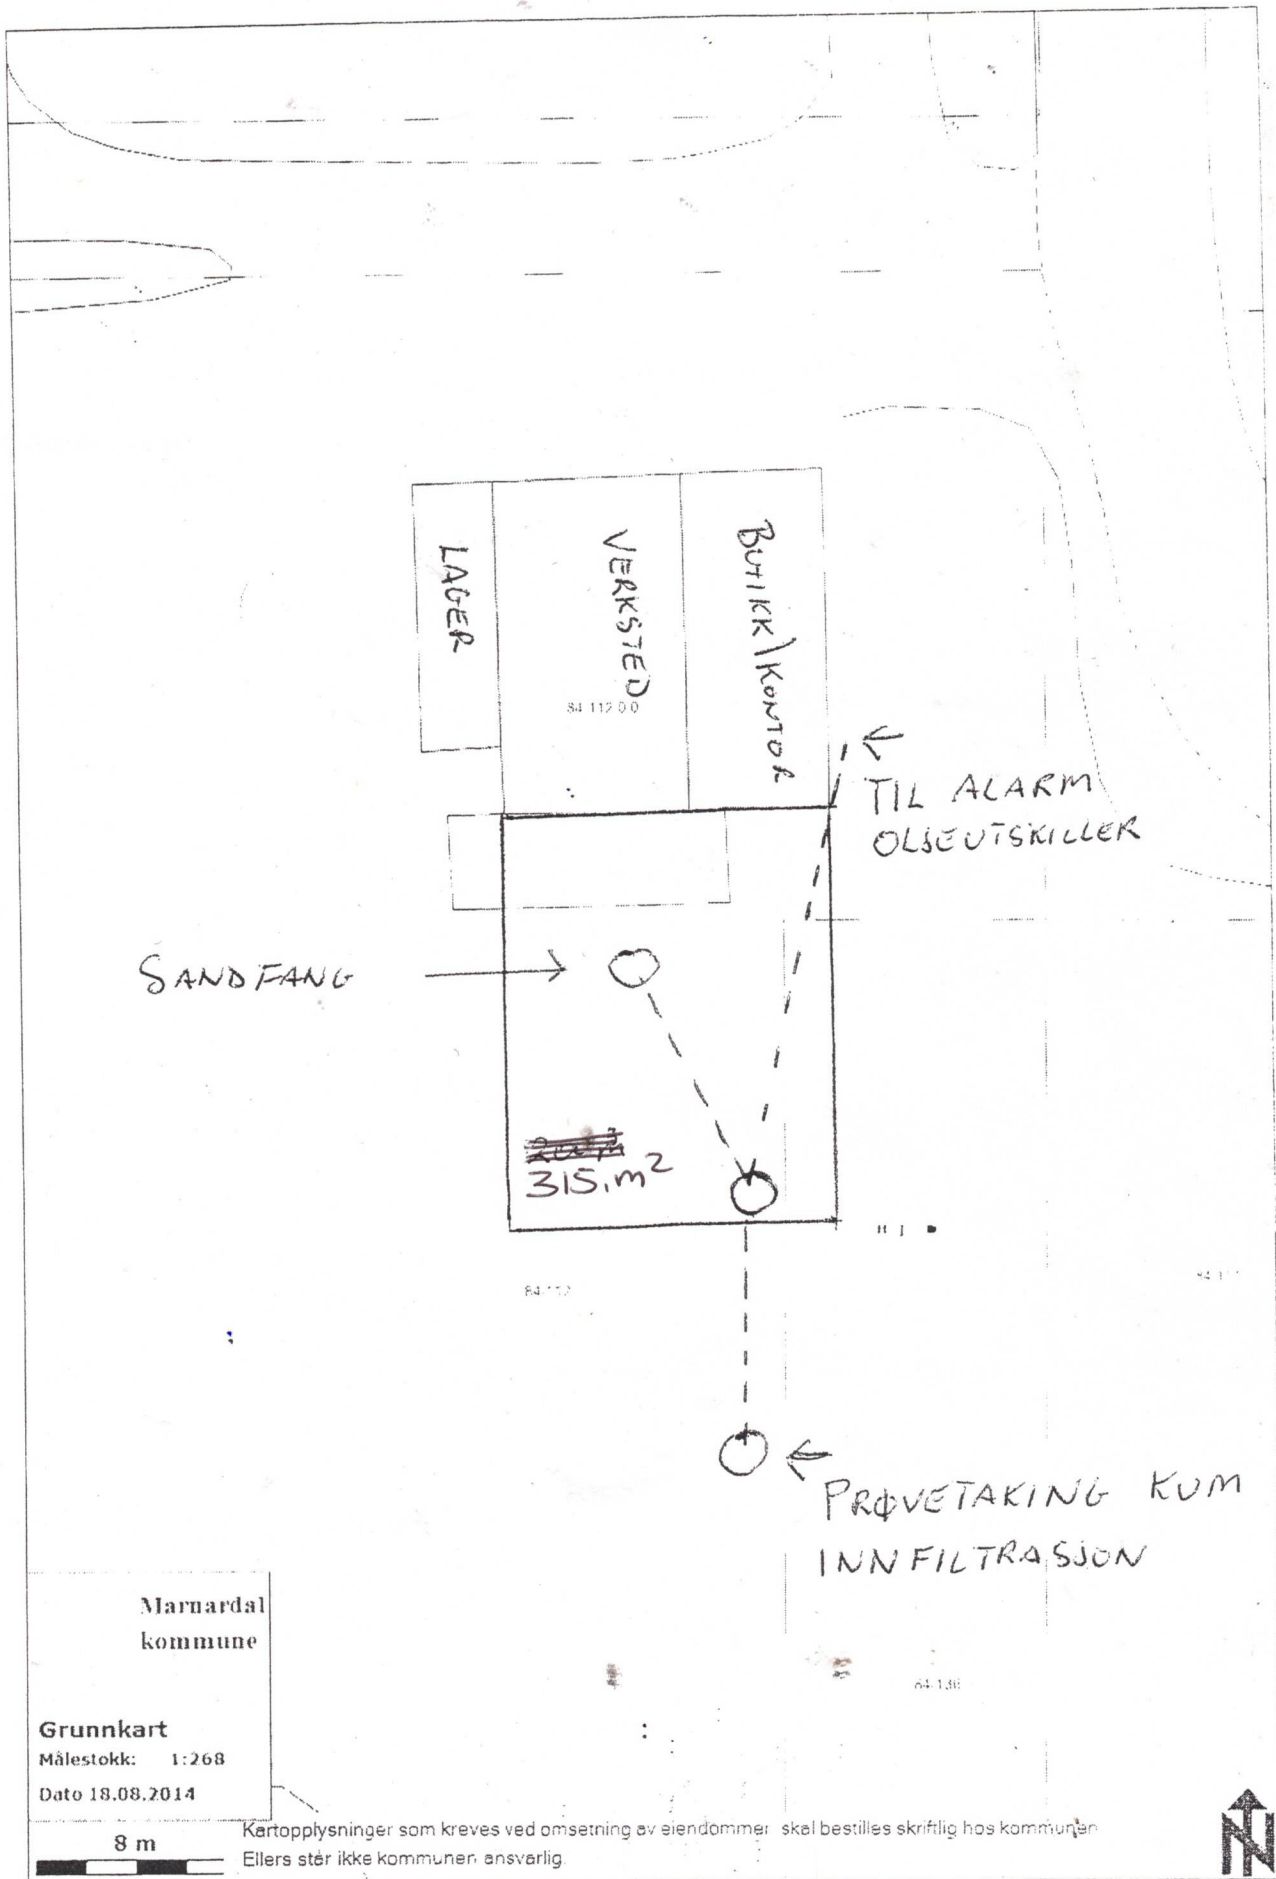 LAGER
VERKSTED
BUTIKK\KONTOR
84-112.0.0
TIL ALARM
OLJEUTSKILLER
SANDFANG
315.m²
PRØVETAKING KUM
INNFILTRASJON
84-136
Marnardal
kommune
Grunnkart
Målestokk: 1:268
Dato 18.08.2014
8 m
Kartopplysninger som kreves ved omsetning av eiendommer skal bestilles skriftlig hos kommunen
Ellers står ikke kommunen ansvarlig.
N